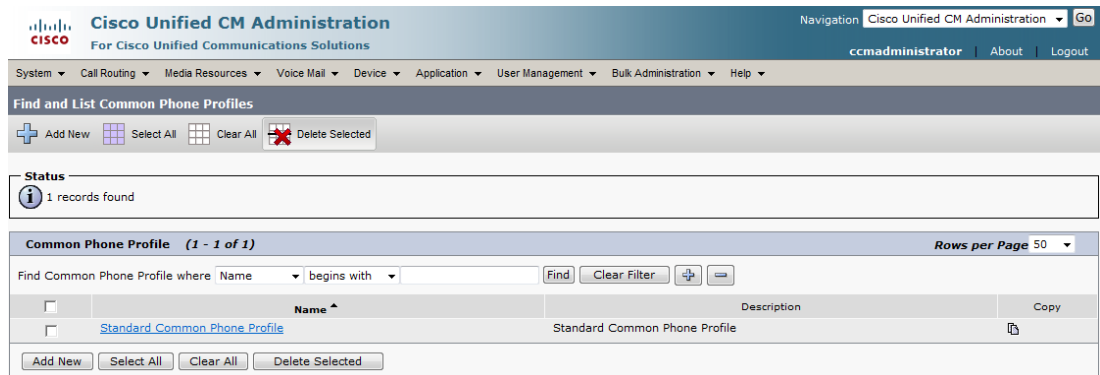 CISCO
Cisco Unified CM Administration
For Cisco Unified Communications Solutions
Navigation Cisco Unified CM Administration Go
ccmadministrator | About | Logout
System Call Routing Media Resources Voice Mail Device Application User Management Bulk Administration Help
Find and List Common Phone Profiles
Add New Select All Clear All Delete Selected
Status
i 1 records found
Common Phone Profile (1 - 1 of 1) Rows per Page 50
Find Common Phone Profile where Name begins with Find Clear Filter
Name Description Copy
Standard Common Phone Profile Standard Common Phone Profile
Add New Select All Clear All Delete Selected